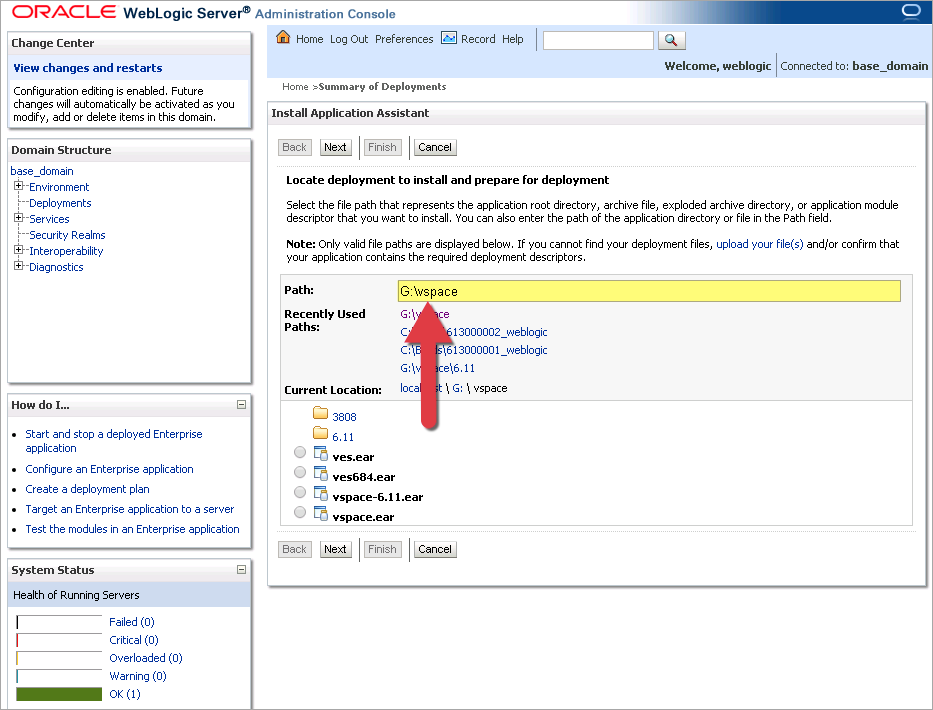 ORACLE WebLogic Server® Administration Console
Change Center
View changes and restarts
Configuration editing is enabled. Future
changes will automatically be activated as you
modify, add or delete items in this domain.
Domain Structure
base_domain
Environment
Deployments
Services
Security Realms
Interoperability
Diagnostics
How do I...
Start and stop a deployed Enterprise
application
Configure an Enterprise application
Create a deployment plan
Target an Enterprise application to a server
Test the modules in an Enterprise application
System Status
Health of Running Servers
Failed (0)
Critical (0)
Overloaded (0)
Warning (0)
OK (1)
Home Log Out Preferences Record Help
Welcome, weblogic Connected to: base_domain
Home >Summary of Deployments
Install Application Assistant
Back Next Finish Cancel
Locate deployment to install and prepare for deployment
Select the file path that represents the application root directory, archive file, exploded archive directory, or application module
descriptor that you want to install. You can also enter the path of the application directory or file in the Path field.
Note: Only valid file paths are displayed below. If you cannot find your deployment files, upload your file(s) and/or confirm that
your application contains the required deployment descriptors.
Path: G:\vspace
Recently Used
Paths:
613000002_weblogic
613000001_weblogic
6.11
Current Location: \ G: \ vspace
3808
6.11
ves.ear
ves684.ear
vspace-6.11.ear
vspace.ear
Back Next Finish Cancel